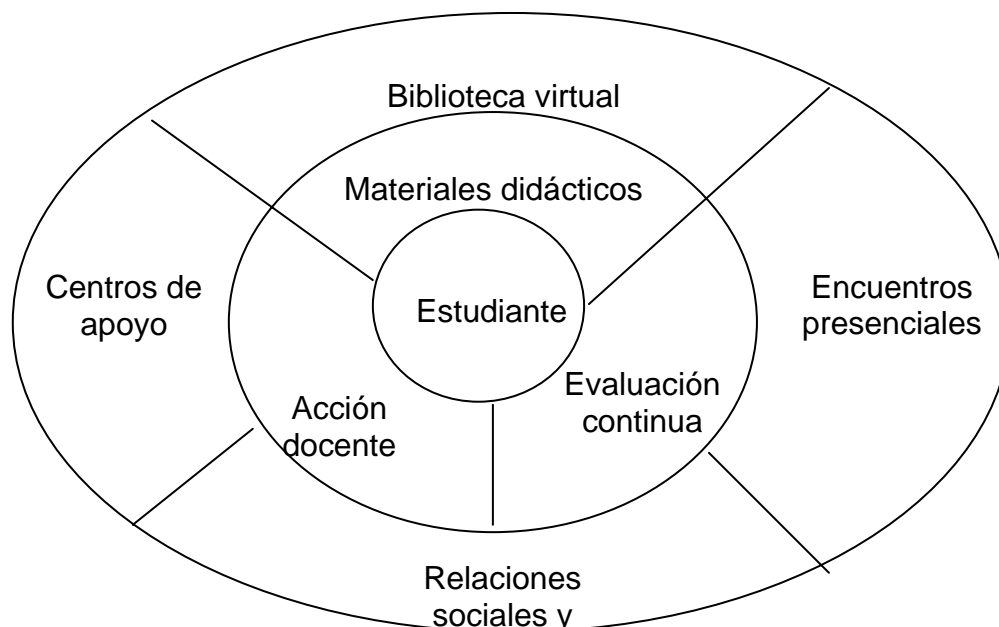 Biblioteca virtual
Materiales didácticos
Centros de
apoyo
Estudiante
Encuentros
presenciales
Acción
docente
Evaluación
continua
Relaciones
sociales y